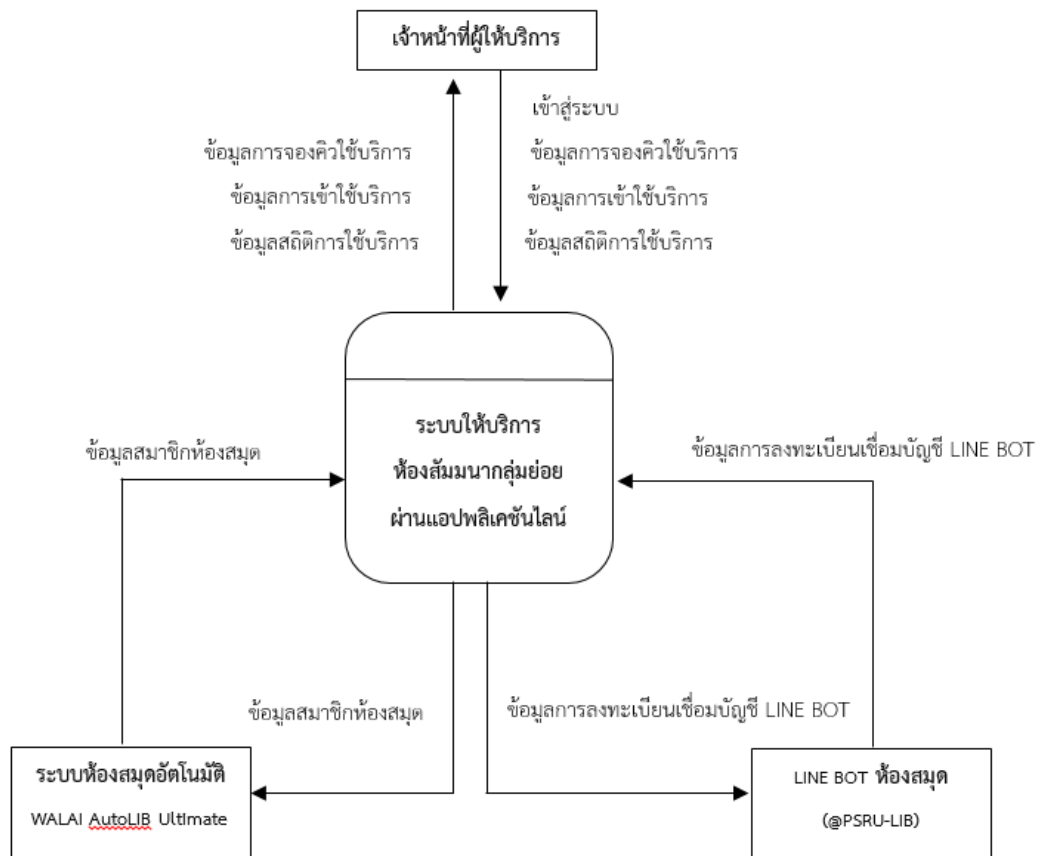 เจ้าหน้าที่ผู้ให้บริการ
เข้าสู่ระบบ
ข้อมูลการจองคิวใช้บริการ
ข้อมูลการเข้าใช้บริการ
ข้อมูลสถิติการใช้บริการ
ข้อมูลการจองคิวใช้บริการ
ข้อมูลการเข้าใช้บริการ
ข้อมูลสถิติการใช้บริการ
ระบบให้บริการ
ห้องสัมมนากลุ่มย่อย
ผ่านแอปพลิเคชันไลน์
ข้อมูลสมาชิกห้องสมุด
ข้อมูลการลงทะเบียนเชื่อมบัญชี LINE BOT
ข้อมูลสมาชิกห้องสมุด
ข้อมูลการลงทะเบียนเชื่อมบัญชี LINE BOT
ระบบห้องสมุดอัตโนมัติ
WALAI AutoLIB Ultimate
LINE BOT ห้องสมุด
(@PSRU-LIB)